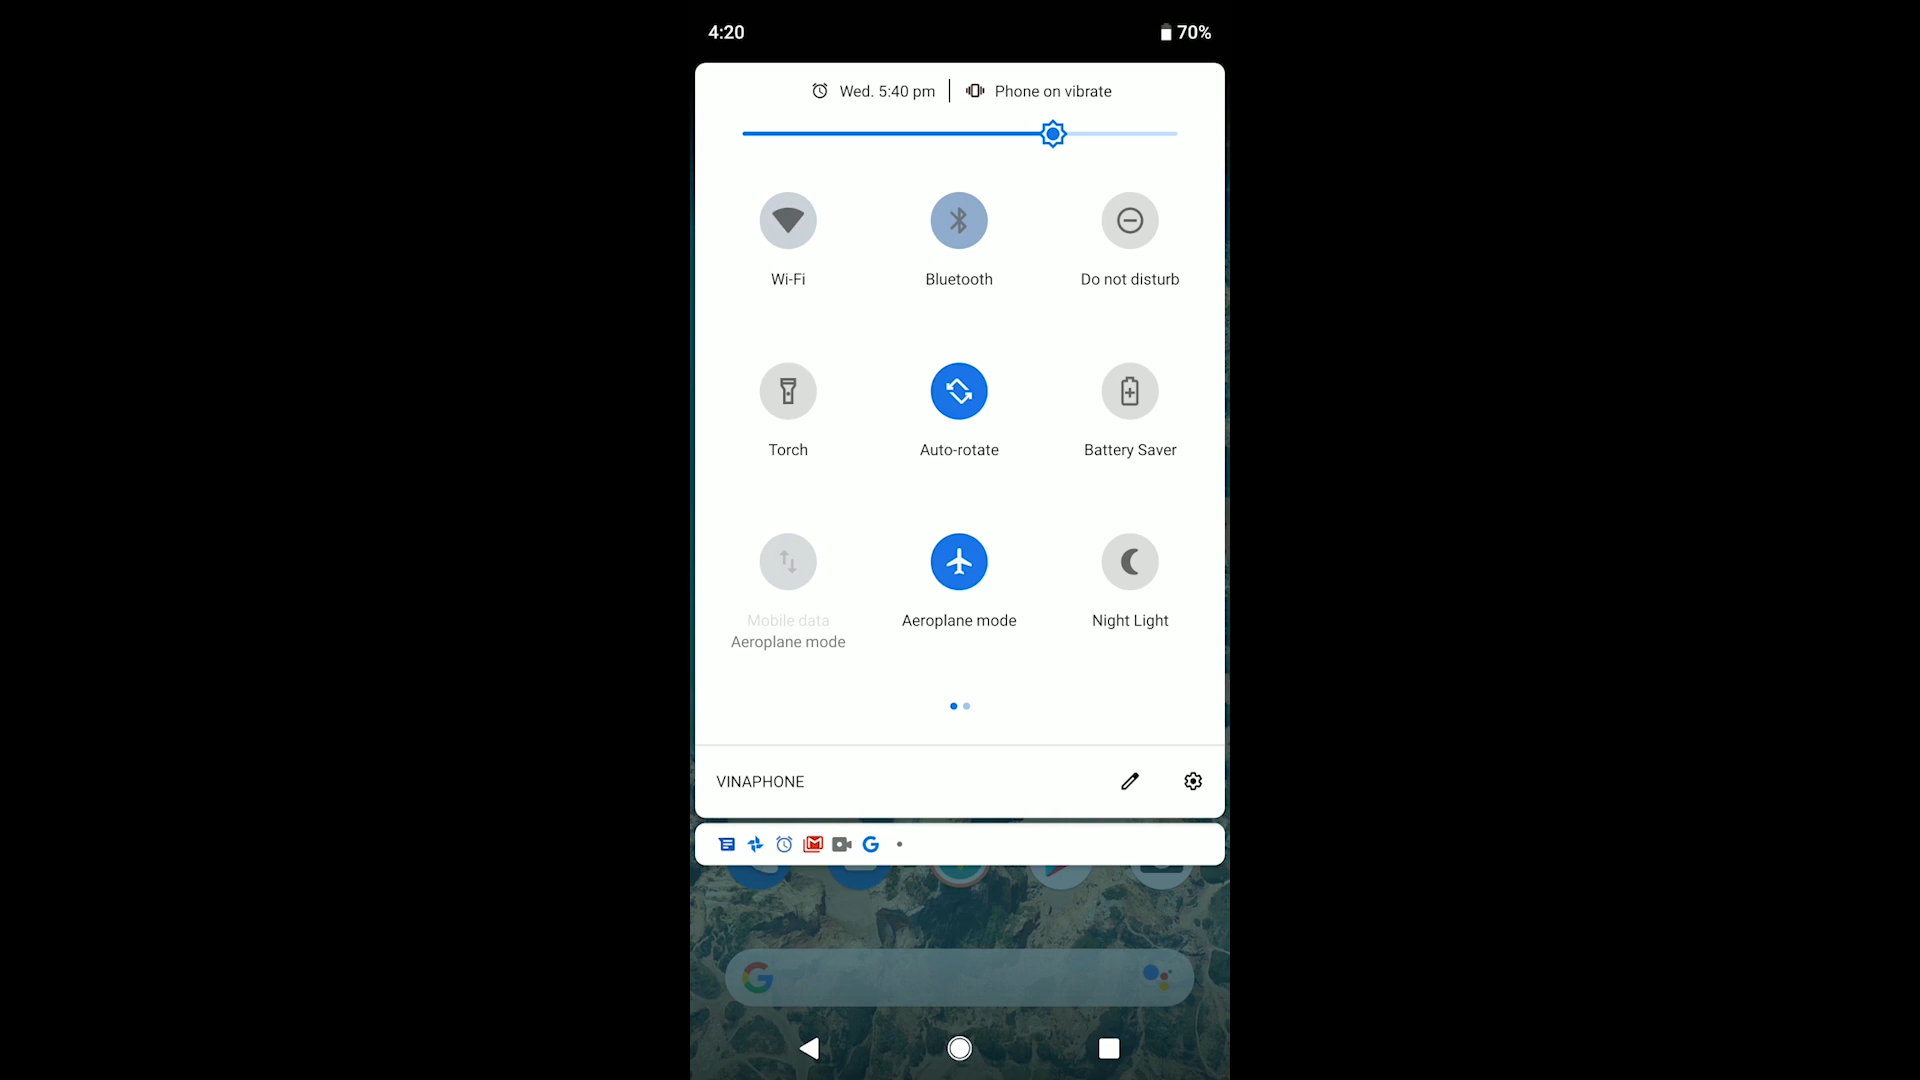 4:20
70%
Wed. 5:40 pm
Phone on vibrate
Wi-Fi
Bluetooth
Do not disturb
Torch
Auto-rotate
Battery Saver
Mobile data
Aeroplane mode
Aeroplane mode
Night Light
VINAPHONE